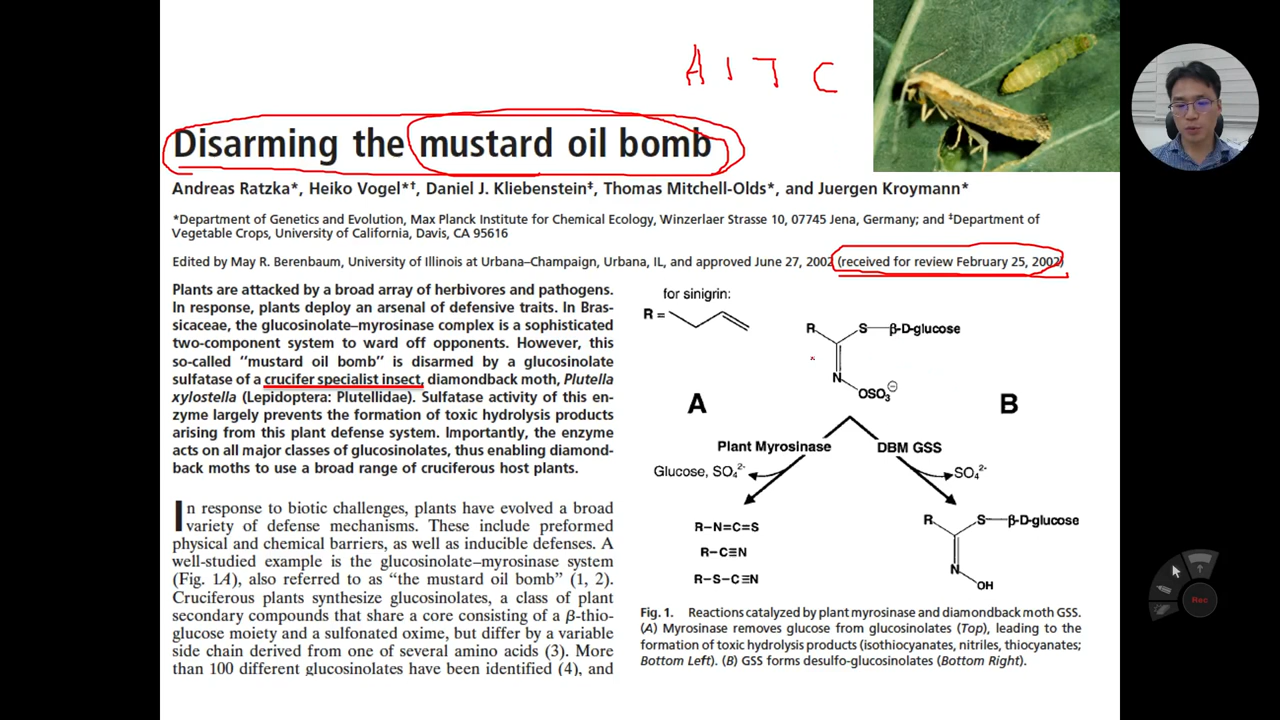 A I T C
Disarming the mustard oil bomb
Andreas Ratzka*, Heiko Vogel*†, Daniel J. Kliebenstein‡, Thomas Mitchell-Olds*, and Juergen Kroymann*
*Department of Genetics and Evolution, Max Planck Institute for Chemical Ecology, Winzerlaer Strasse 10, 07745 Jena, Germany; and ‡Department of
Vegetable Crops, University of California, Davis, CA 95616
Edited by May R. Berenbaum, University of Illinois at Urbana–Champaign, Urbana, IL, and approved June 27, 2002 (received for review February 25, 2002)
Plants are attacked by a broad array of herbivores and pathogens.
In response, plants deploy an arsenal of defensive traits. In Bras-
sicaceae, the glucosinolate–myrosinase complex is a sophisticated
two-component system to ward off opponents. However, this
so-called “mustard oil bomb” is disarmed by a glucosinolate
sulfatase of a crucifer specialist insect, diamondback moth, Plutella
xylostella (Lepidoptera: Plutellidae). Sulfatase activity of this en-
zyme largely prevents the formation of toxic hydrolysis products
arising from this plant defense system. Importantly, the enzyme
acts on all major classes of glucosinolates, thus enabling diamond-
back moths to use a broad range of cruciferous host plants.
In response to biotic challenges, plants have evolved a broad
variety of defense mechanisms. These include preformed
physical and chemical barriers, as well as inducible defenses. A
well-studied example is the glucosinolate–myrosinase system
(Fig. 1A), also referred to as “the mustard oil bomb” (1, 2).
Cruciferous plants synthesize glucosinolates, a class of plant
secondary compounds that share a core consisting of a β-thio-
glucose moiety and a sulfonated oxime, but differ by a variable
side chain derived from one of several amino acids (3). More
than 100 different glucosinolates have been identified (4), and
for sinigrin:
R =
R S β-D-glucose
N
OSO₃⁻
A B
Plant Myrosinase DBM GSS
Glucose, SO₄²⁻ SO₄²⁻
R–N=C=S
R–C≡N
R–S–C≡N
R S β-D-glucose
N
OH
Fig. 1. Reactions catalyzed by plant myrosinase and diamondback moth GSS.
(A) Myrosinase removes glucose from glucosinolates (Top), leading to the
formation of toxic hydrolysis products (isothiocyanates, nitriles, thiocyanates;
Bottom Left). (B) GSS forms desulfo-glucosinolates (Bottom Right).
Rec